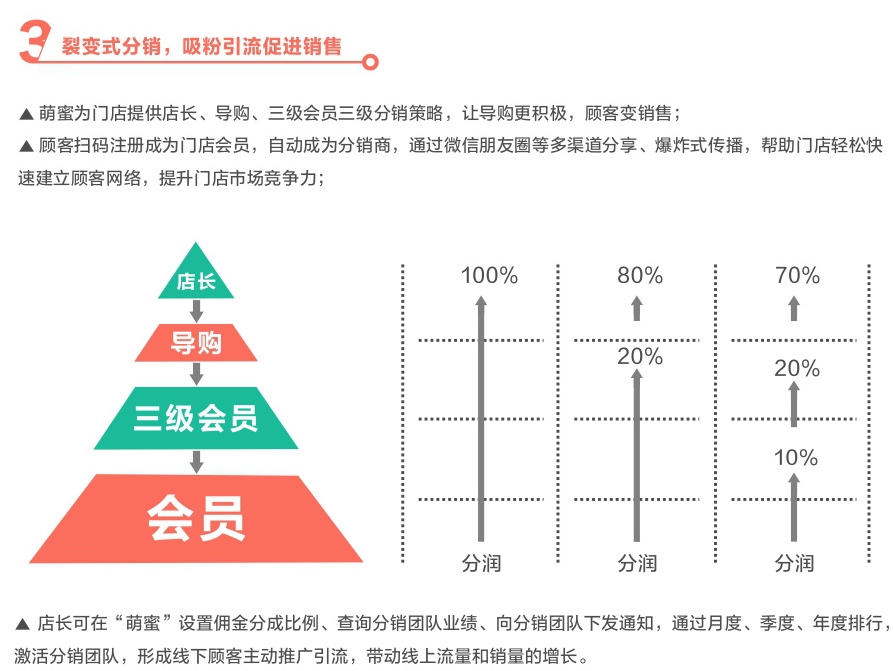 3 裂变式分销，吸粉引流促进销售
▲ 萌蜜为门店提供店长、导购、三级会员三级分销策略，让导购更积极，顾客变销售；
▲ 顾客扫码注册成为门店会员，自动成为分销商，通过微信朋友圈等多渠道分享、爆炸式传播，帮助门店轻松快
速建立顾客网络，提升门店市场竞争力；
店长
导购
三级会员
会员
100%
分润
80%
20%
分润
70%
20%
10%
分润
▲ 店长可在“萌蜜”设置佣金分成比例、查询分销团队业绩、向分销团队下发通知，通过月度、季度、年度排行，
激活分销团队，形成线下顾客主动推广引流，带动线上流量和销量的增长。